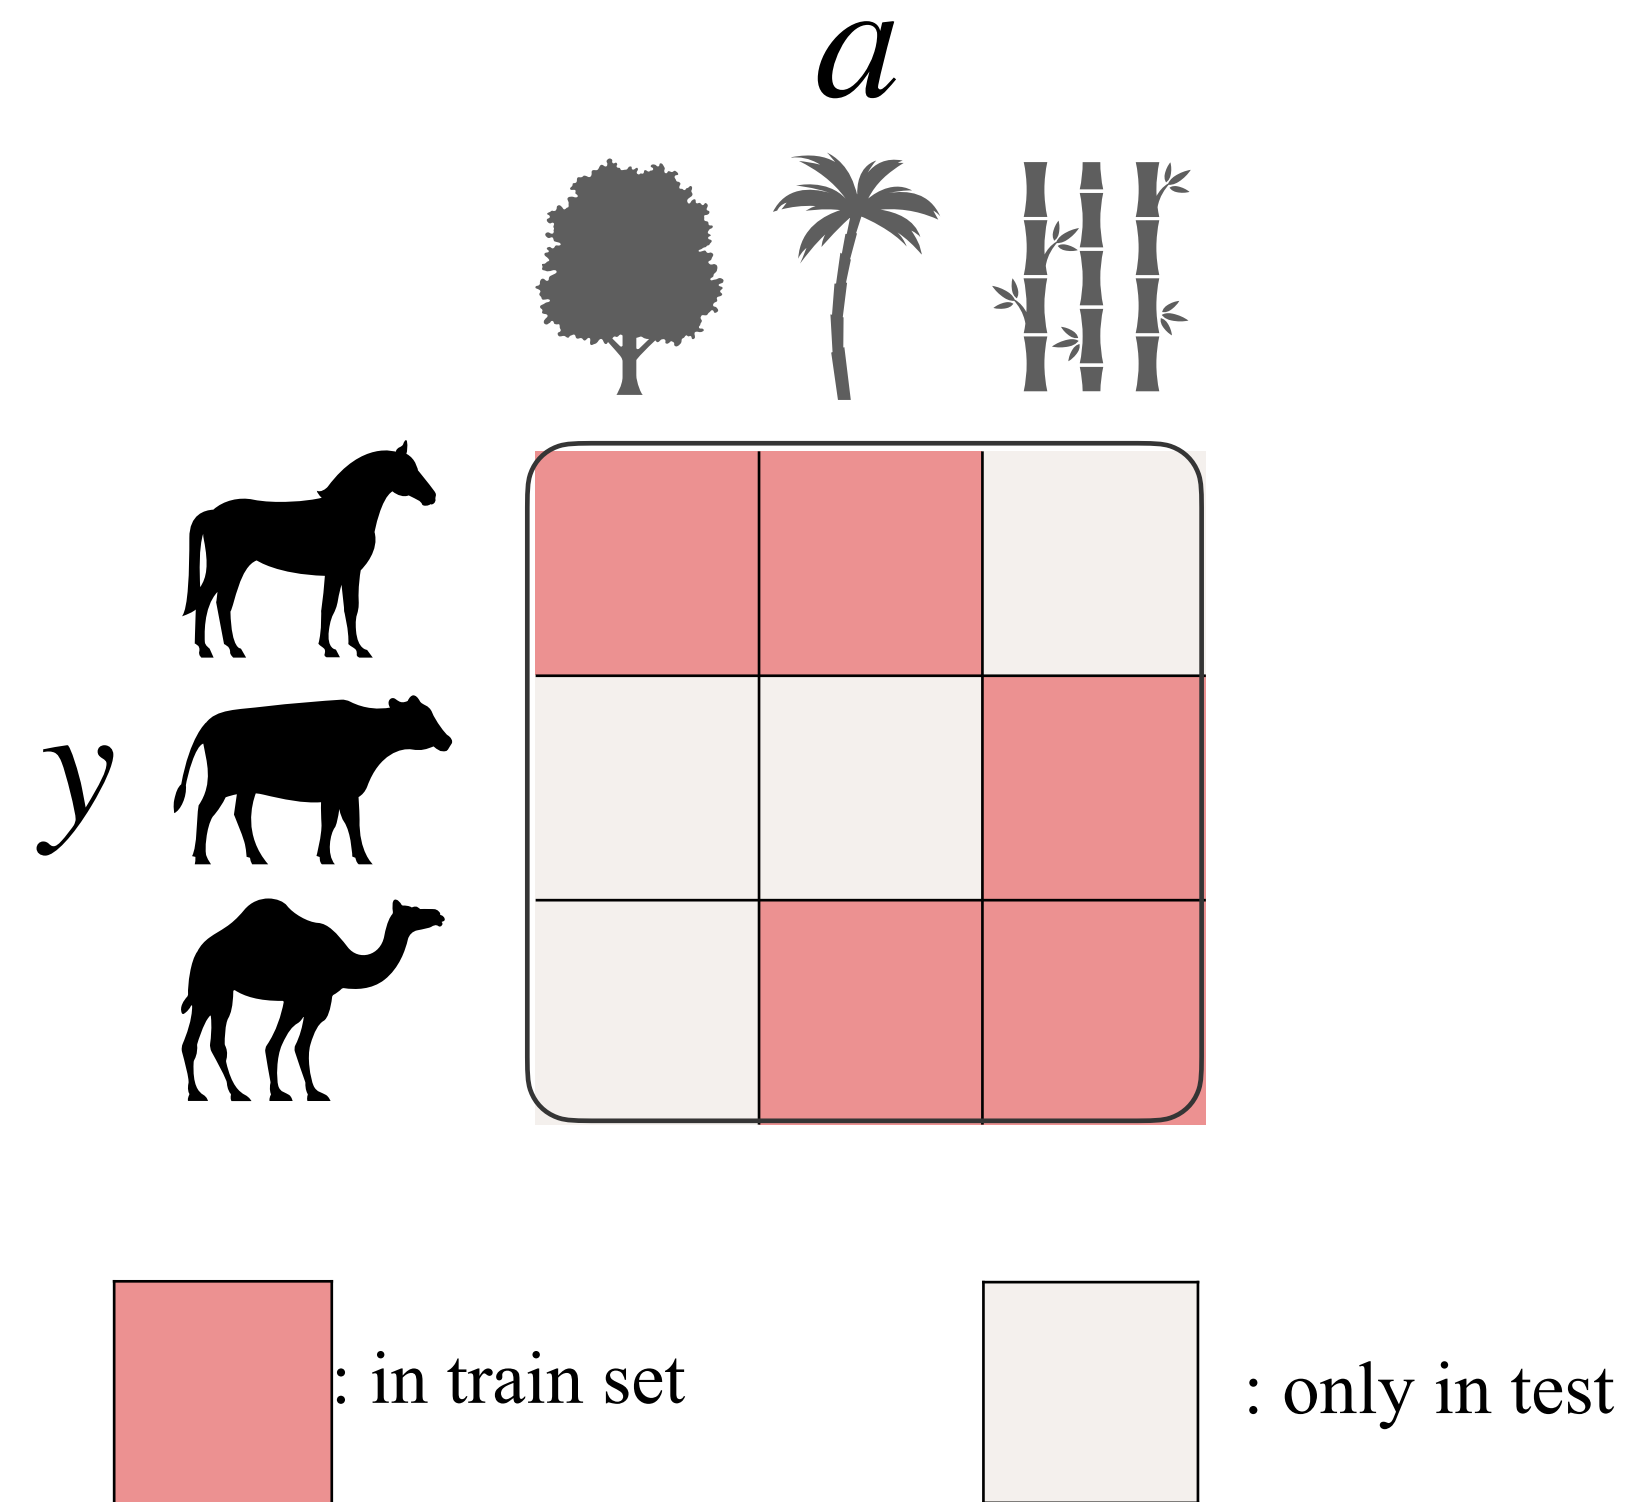 a
y
: in train set
: only in test